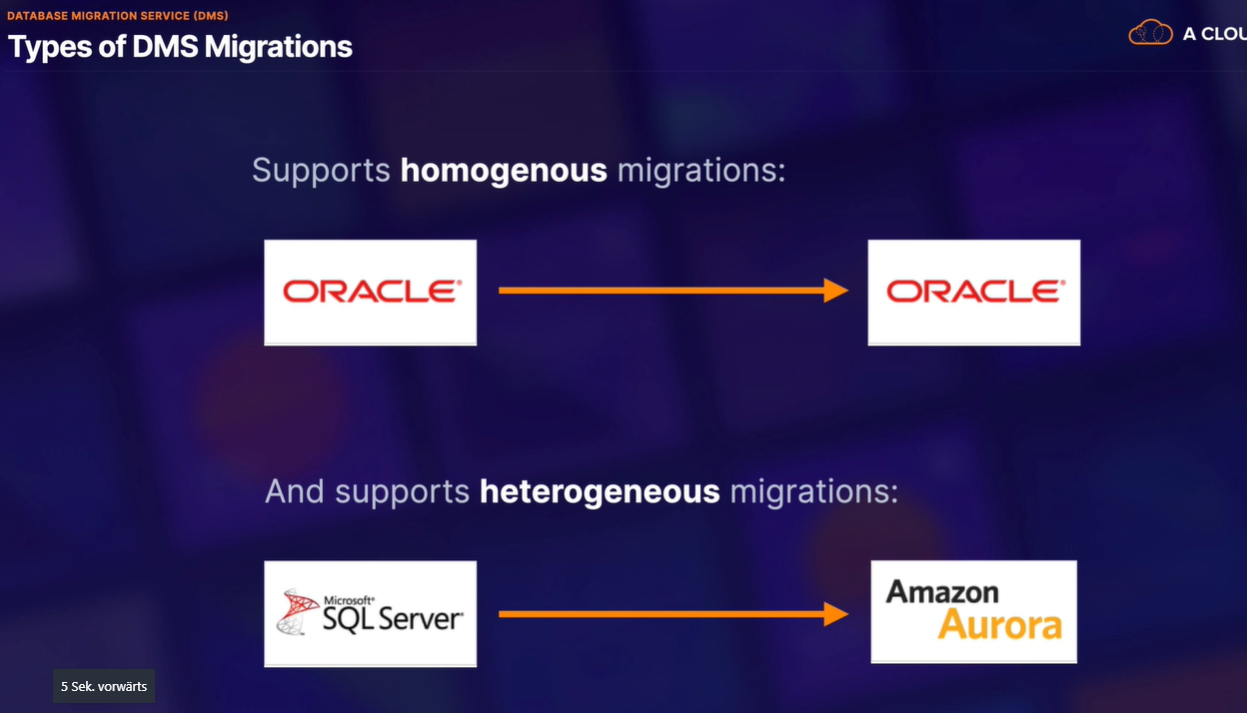 DATABASE MIGRATION SERVICE (DMS)
Types of DMS Migrations
A CLOU
Supports homogenous migrations:
ORACLE®
ORACLE®
And supports heterogeneous migrations:
Microsoft®
SQL Server®
Amazon
Aurora
5 Sek. vorwärts